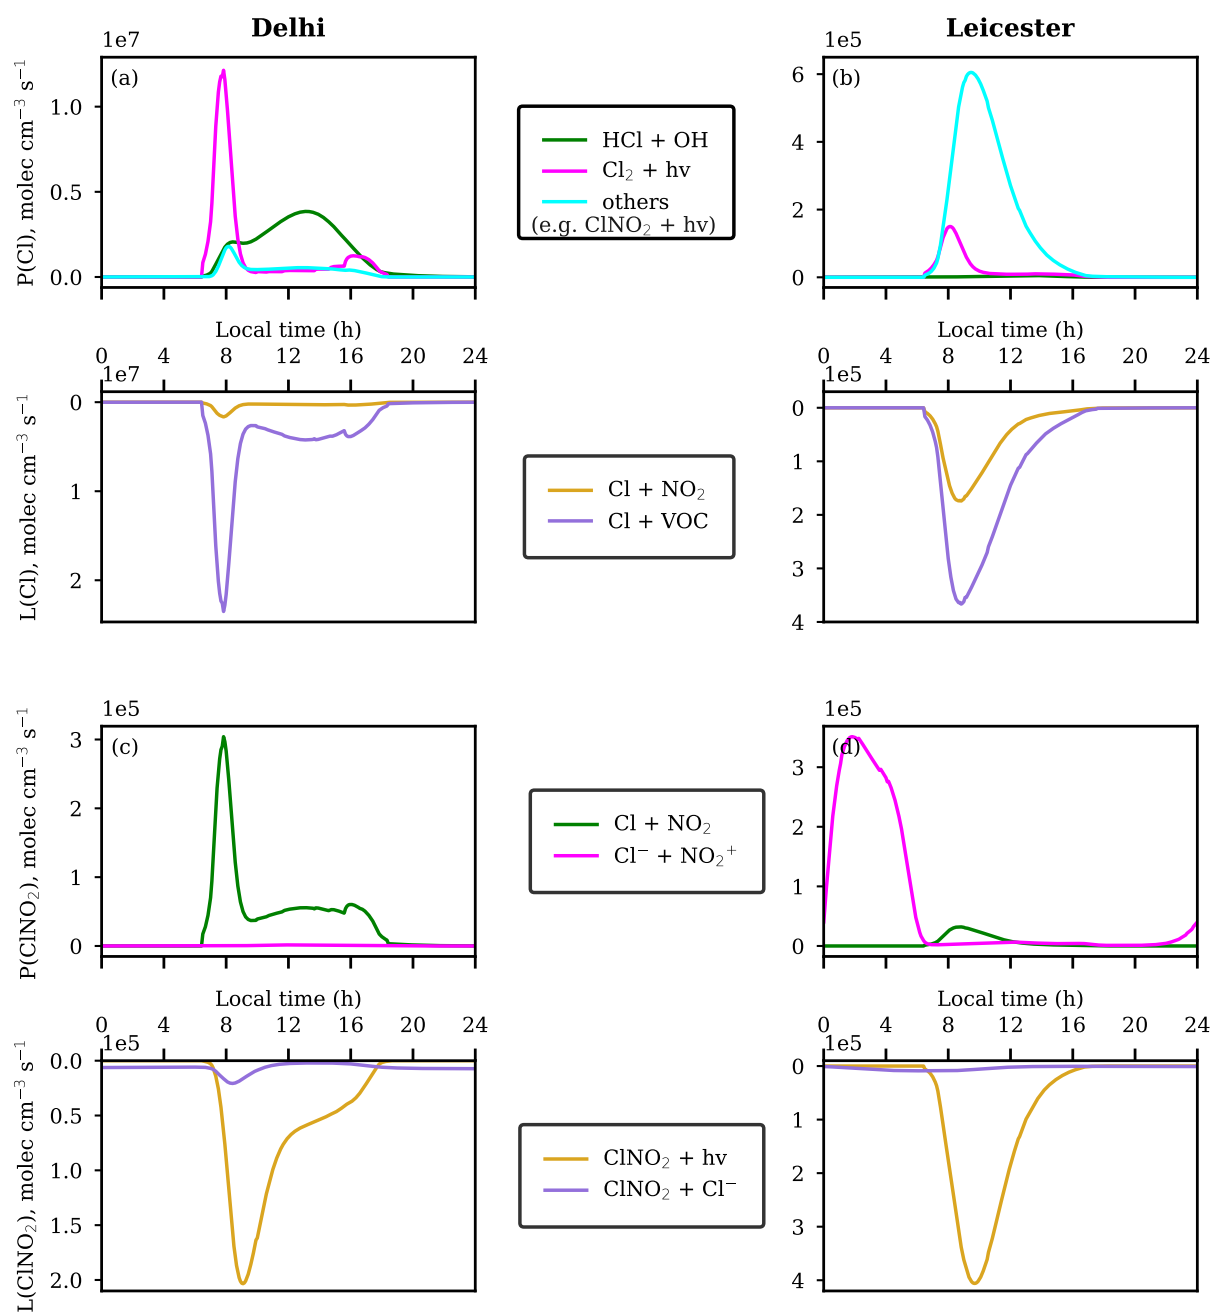 Delhi
Leicester
1e7
1e5
(a)
(b)
P(Cl), molec cm⁻³ s⁻¹
1.0
0.5
0.0
6
4
2
0
HCl + OH
Cl₂ + hv
others
(e.g. ClNO₂ + hv)
Local time (h)
Local time (h)
0 4 8 12 16 20 24
0 4 8 12 16 20 24
1e7
1e5
L(Cl), molec cm⁻³ s⁻¹
0
1
2
0
1
2
3
4
Cl + NO₂
Cl + VOC
1e5
1e5
(c)
(d)
P(ClNO₂), molec cm⁻³ s⁻¹
3
2
1
0
3
2
1
0
Cl + NO₂
Cl⁻ + NO₂⁺
Local time (h)
Local time (h)
0 4 8 12 16 20 24
0 4 8 12 16 20 24
1e5
1e5
L(ClNO₂), molec cm⁻³ s⁻¹
0.0
0.5
1.0
1.5
2.0
0
1
2
3
4
ClNO₂ + hv
ClNO₂ + Cl⁻